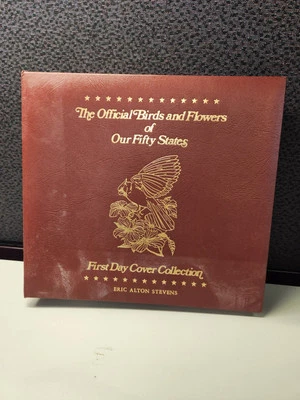 The Official Birds and Flowers
of
Our Fifty States
First Day Cover Collection
ERIC ALTON STEVENS